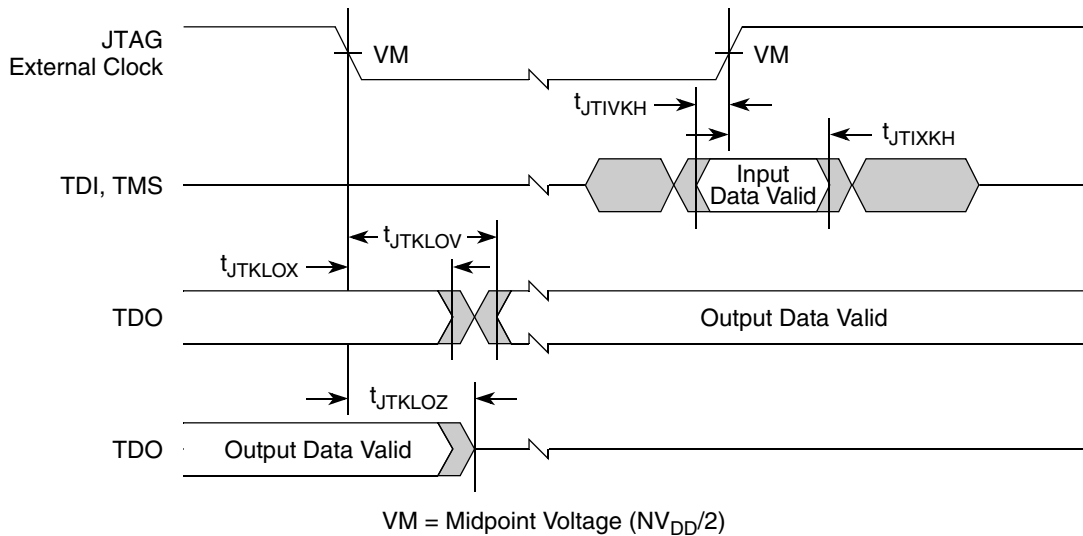 JTAG
External Clock
VM
VM
tJTIVKH
tJTIXKH
TDI, TMS
Input
Data Valid
tJTKLOV
tJTKLOX
TDO
Output Data Valid
tJTKLOZ
TDO
Output Data Valid
VM = Midpoint Voltage (NVDD/2)